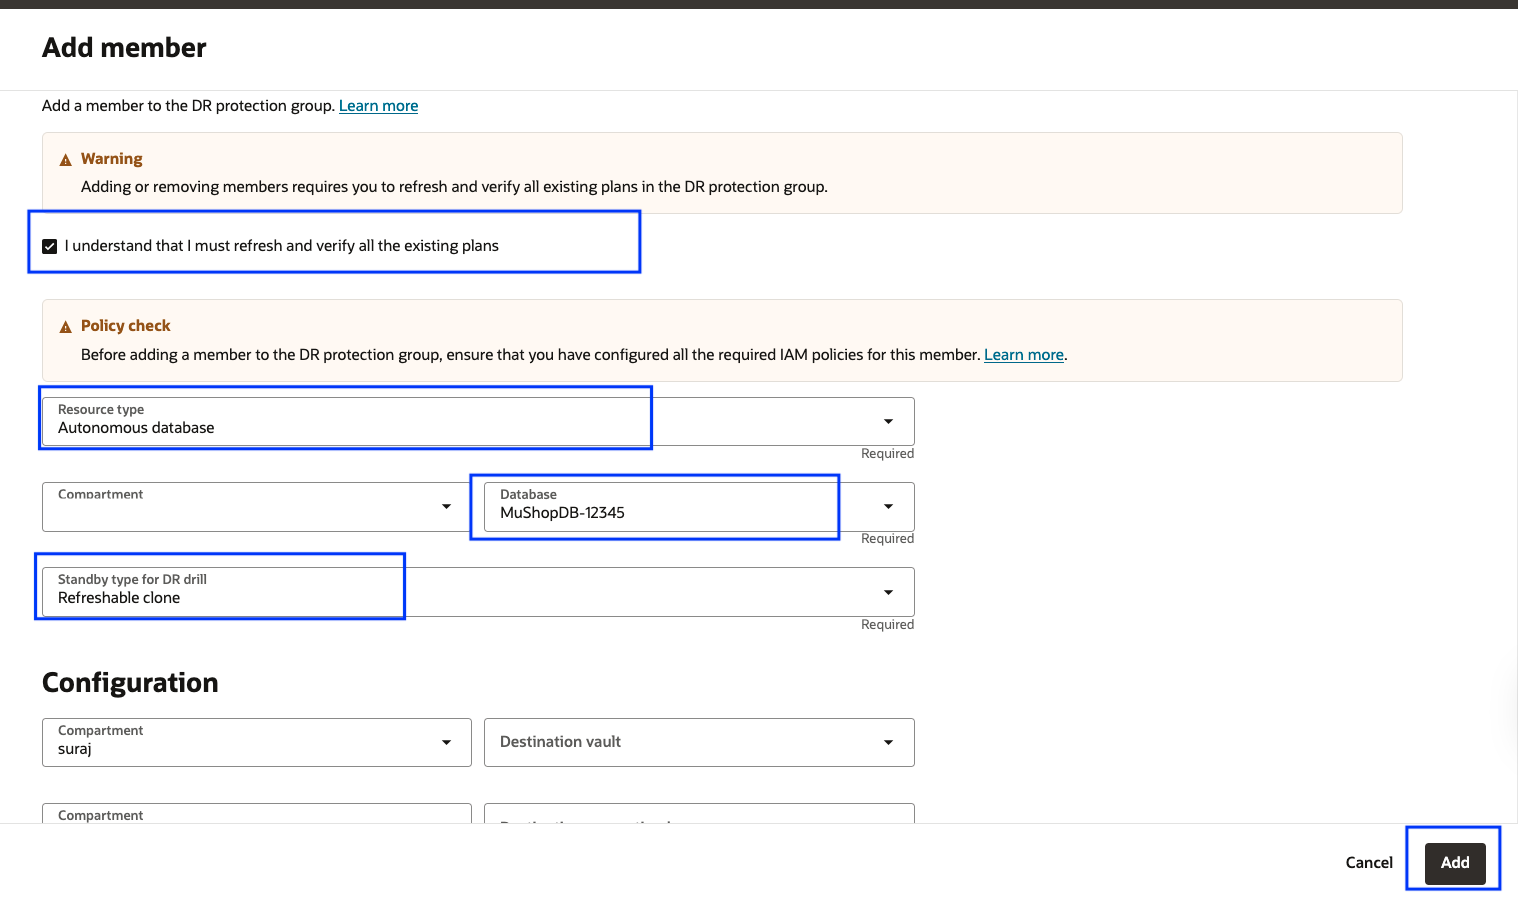 Add member
Add a member to the DR protection group. Learn more
Warning
Adding or removing members requires you to refresh and verify all existing plans in the DR protection group.
I understand that I must refresh and verify all the existing plans
Policy check
Before adding a member to the DR protection group, ensure that you have configured all the required IAM policies for this member. Learn more.
Resource type
Autonomous database
Required
Compartment
Database
MuShopDB-12345
Required
Standby type for DR drill
Refreshable clone
Required
Configuration
Compartment
suraj
Destination vault
Compartment
Cancel
Add